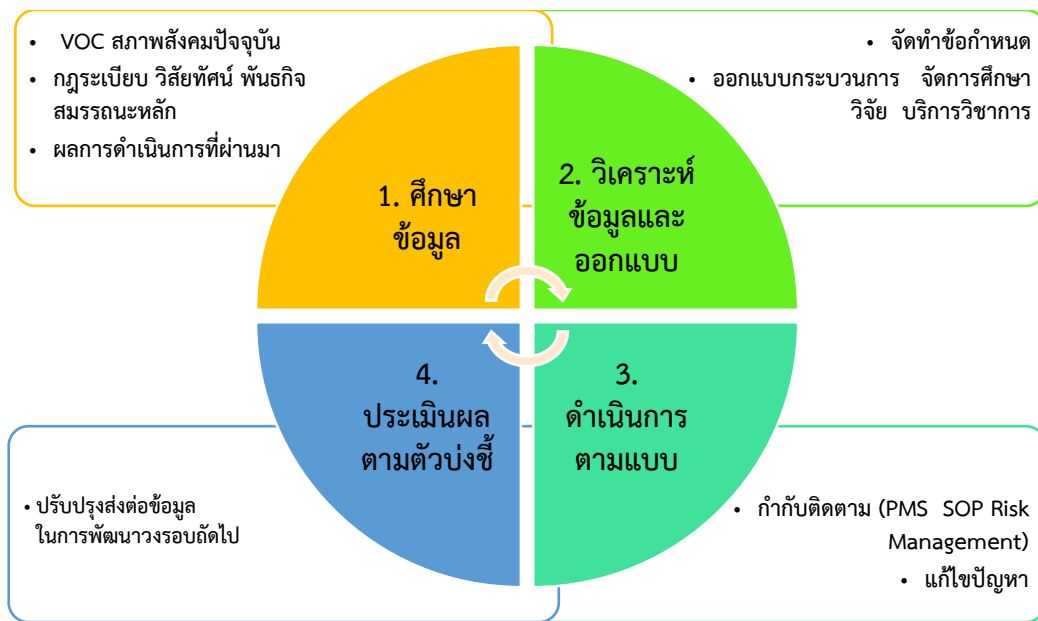 • VOC สภาพสังคมปัจจุบัน
• กฎระเบียบ วิสัยทัศน์ พันธกิจ
สมรรถนะหลัก
• ผลการดำเนินการที่ผ่านมา
• จัดทำข้อกำหนด
• ออกแบบกระบวนการ จัดการศึกษา
วิจัย บริการวิชาการ
1. ศึกษา
ข้อมูล
2. วิเคราะห์
ข้อมูลและ
ออกแบบ
4.
ประเมินผล
ตามตัวบ่งชี้
3.
ดำเนินการ
ตามแบบ
• ปรับปรุงส่งต่อข้อมูล
ในการพัฒนาวงรอบถัดไป
• กำกับติดตาม (PMS SOP Risk
Management)
• แก้ไขปัญหา